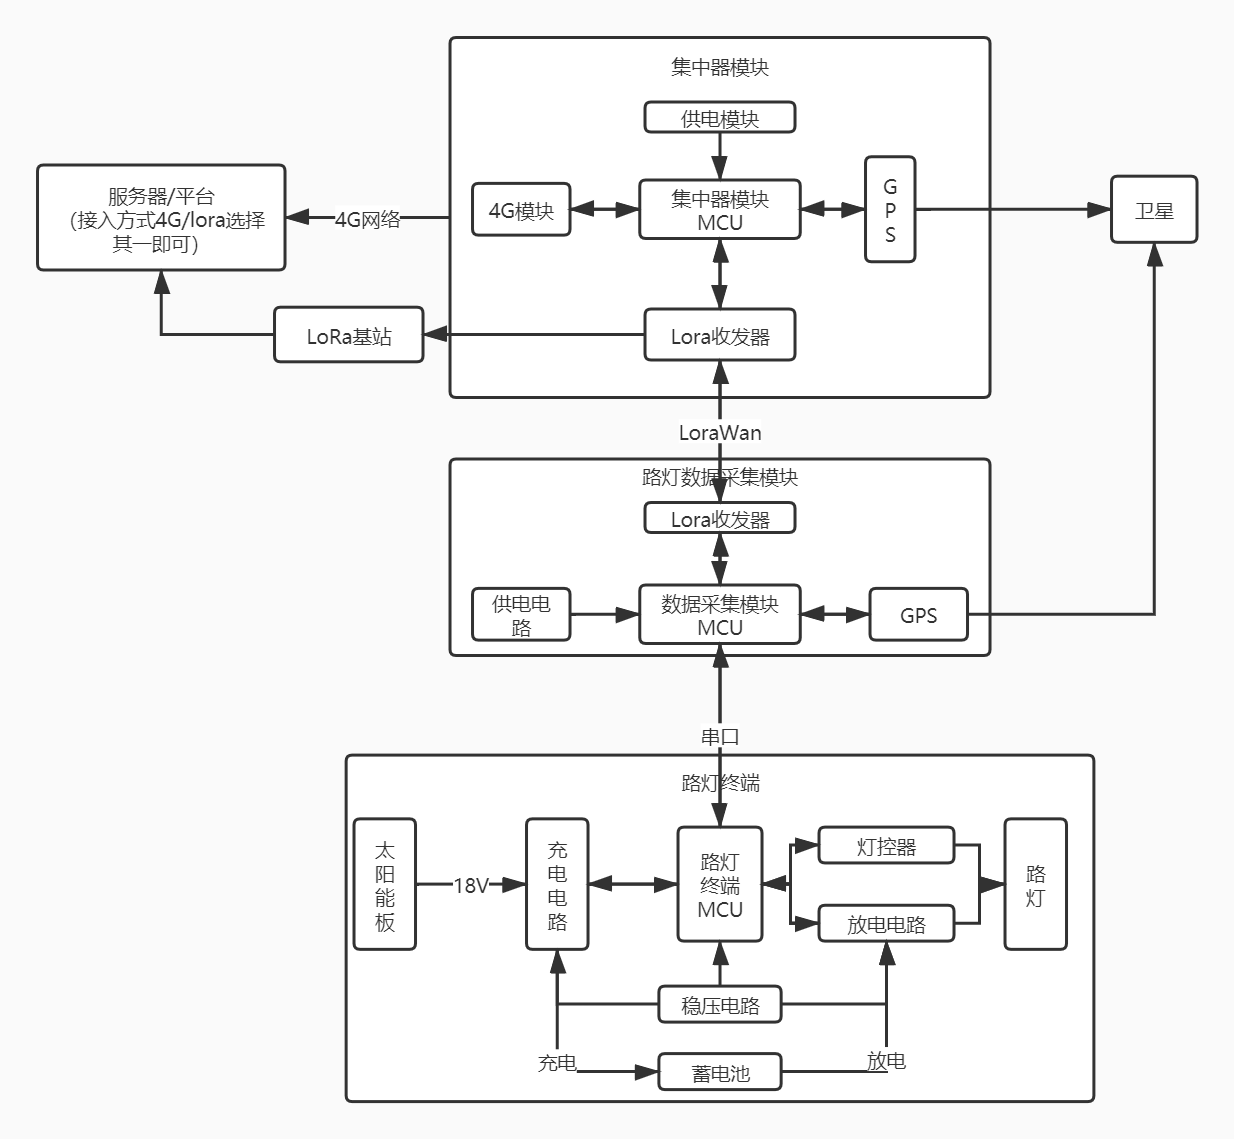 集中器模块
供电模块
服务器/平台
（接入方式4G/lora选择
其一即可）
4G网络
4G模块
集中器模块
MCU
G
P
S
卫星
LoRa基站
Lora收发器
LoraWan
路灯数据采集模块
Lora收发器
供电电
路
数据采集模块
MCU
GPS
串口
路灯终端
太
阳
能
板
18V
充
电
电
路
路灯
终端
MCU
灯控器
放电电路
路
灯
稳压电路
充电
蓄电池
放电